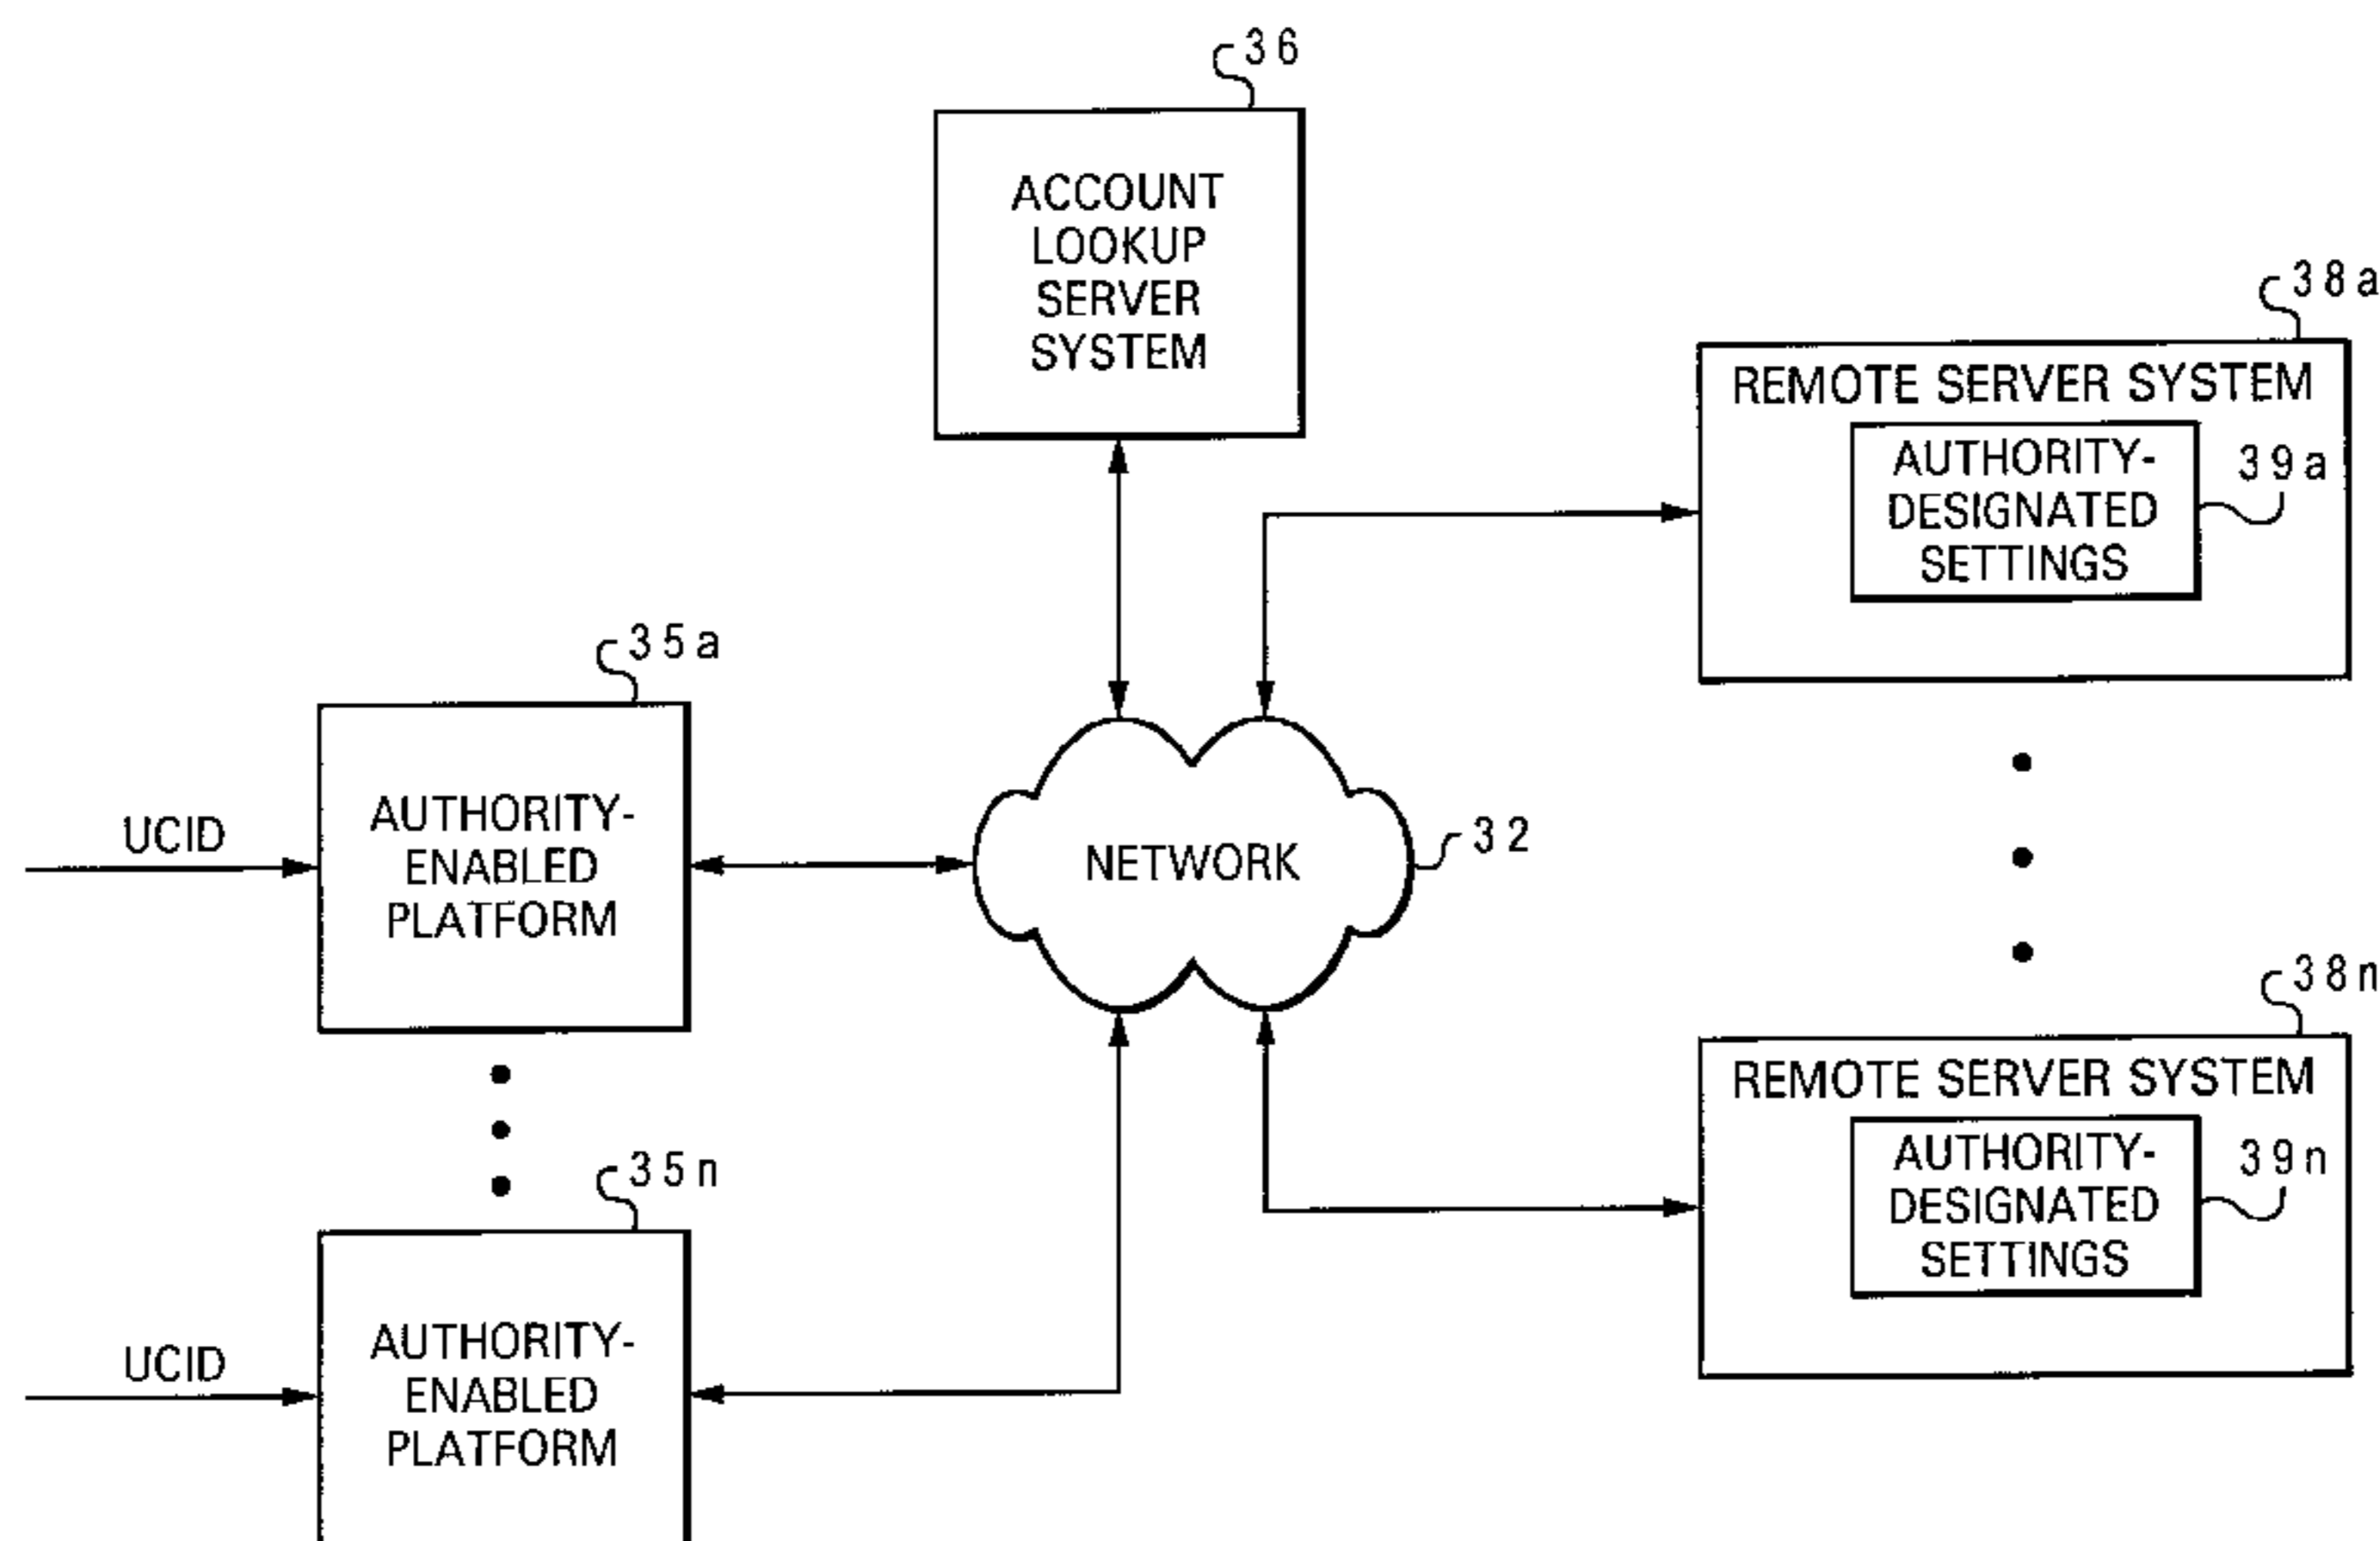 36
ACCOUNT
LOOKUP
SERVER
SYSTEM
38a
REMOTE SERVER SYSTEM
AUTHORITY-
DESIGNATED
SETTINGS
39a
35a
UCID
AUTHORITY-
ENABLED
PLATFORM
NETWORK
32
38n
REMOTE SERVER SYSTEM
AUTHORITY-
DESIGNATED
SETTINGS
39n
35n
UCID
AUTHORITY-
ENABLED
PLATFORM